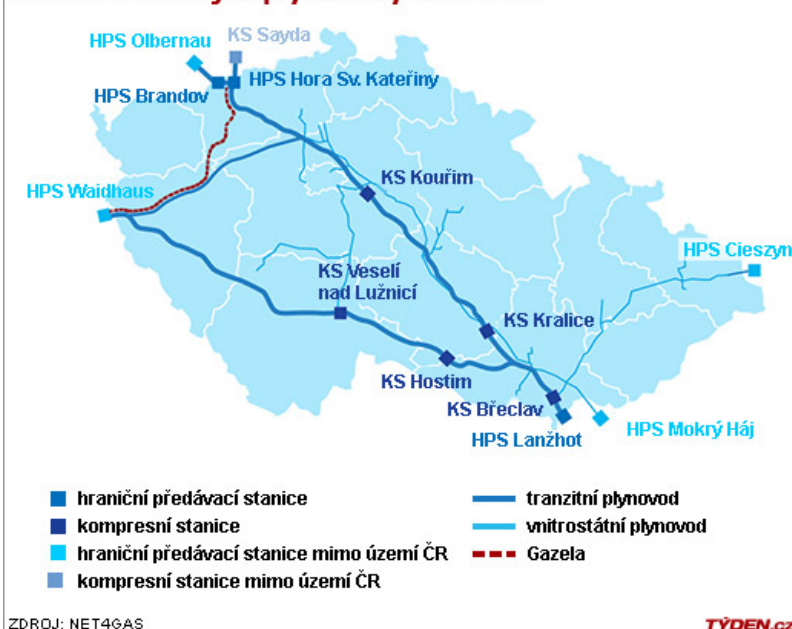 HPS Olbernau
KS Sayda
HPS Brandov
HPS Hora Sv. Kateřiny
HPS Waidhaus
KS Kouřim
HPS Cieszyn
KS Veselí
nad Lužnicí
KS Kralice
KS Hostim
KS Břeclav
HPS Lanžhot
HPS Mokrý Háj
hraniční předávací stanice
kompresní stanice
hraniční předávací stanice mimo území ČR
kompresní stanice mimo území ČR
tranzitní plynovod
vnitrostátní plynovod
Gazela
ZDROJ: NET4GAS
TÝDEN.cz